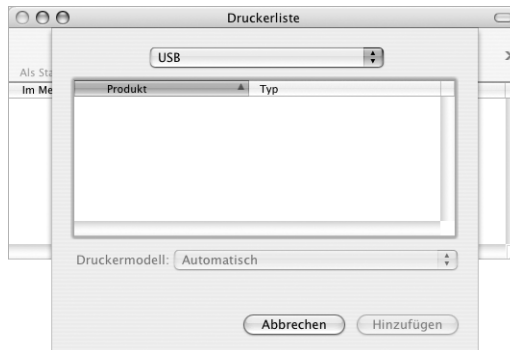 Druckerliste
USB
Als Sta
Im Me
Produkt Typ
Druckermodell: Automatisch
Abbrechen Hinzufügen